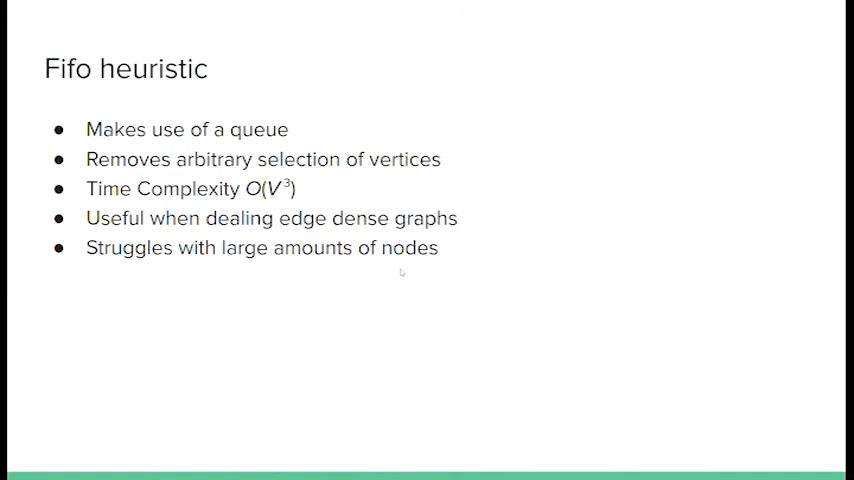 Fifo heuristic
● Makes use of a queue
● Removes arbitrary selection of vertices
● Time Complexity O(V³)
● Useful when dealing edge dense graphs
● Struggles with large amounts of nodes